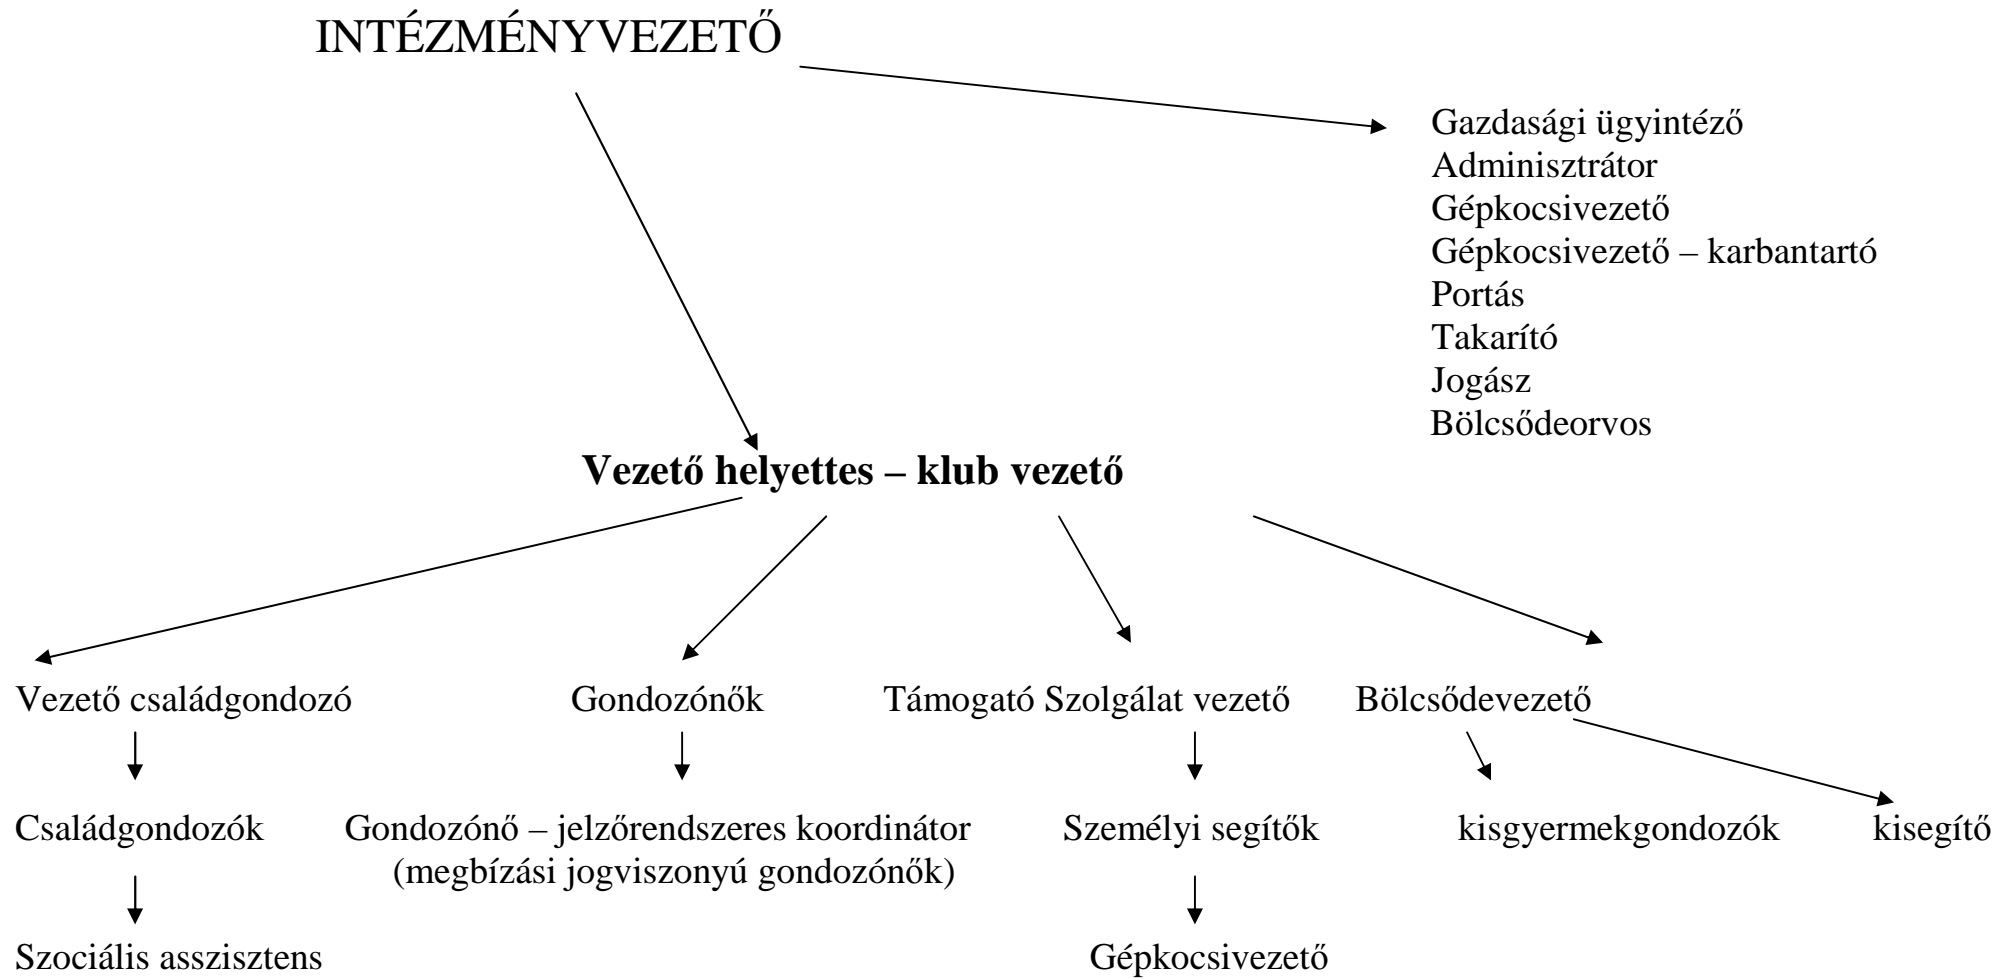 INTÉZMÉNYVEZETŐ
Gazdasági ügyintéző
Adminisztrátor
Gépkocsivezető
Gépkocsivezető – karbantartó
Portás
Takarító
Jogász
Bölcsődeorvos
Vezető helyettes – klub vezető
Vezető családgondozó
Gondozónők
Támogató Szolgálat vezető
Bölcsődevezető
Családgondozók
Gondozónő – jelzőrendszeres koordinátor
(megbízási jogviszonyú gondozónők)
Személyi segítők
kisgyermekgondozók
kisegítő
Szociális asszisztens
Gépkocsivezető